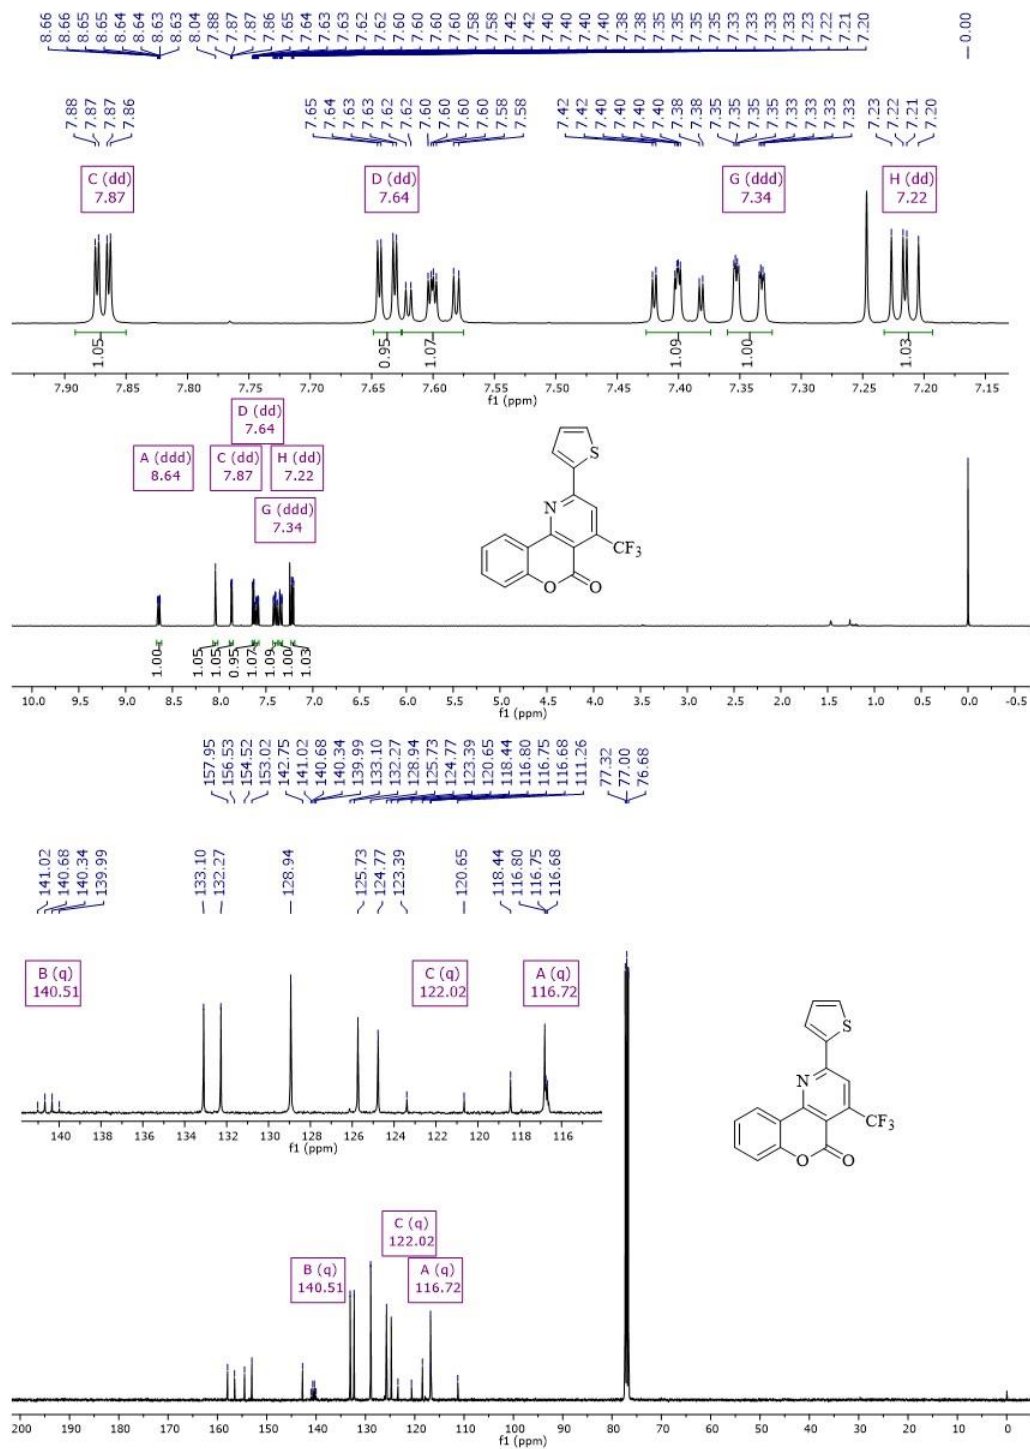 8.66 8.66 8.65 8.65 8.64 8.64 8.63 8.63 8.04 7.88 7.87 7.87 7.86 7.65 7.64 7.63 7.63 7.62 7.62 7.60 7.60 7.60 7.60 7.58 7.58 7.42 7.42 7.40 7.40 7.40 7.40 7.38 7.38 7.35 7.35 7.35 7.35 7.33 7.33 7.33 7.33 7.23 7.22 7.21 7.20 0.00
7.88 7.87 7.87 7.86 7.65 7.64 7.63 7.63 7.62 7.62 7.60 7.60 7.60 7.60 7.58 7.58 7.42 7.42 7.40 7.40 7.40 7.40 7.38 7.38 7.35 7.35 7.35 7.35 7.33 7.33 7.33 7.33 7.23 7.22 7.21 7.20
C (dd) D (dd) G (ddd) H (dd)
7.87 7.64 7.34 7.22
1.05 0.95 1.07 1.09 1.00 1.03
7.90 7.85 7.80 7.75 7.70 7.65 7.60 7.55 7.50 7.45 7.40 7.35 7.30 7.25 7.20 7.15
f1 (ppm)
D (dd)
7.64
A (ddd) C (dd) H (dd)
8.64 7.87 7.22
G (ddd)
7.34
S
N
CF3
O O
1.00 1.05 1.05 0.95 1.07 1.09 1.00 1.03
10.0 9.5 9.0 8.5 8.0 7.5 7.0 6.5 6.0 5.5 5.0 4.5 4.0 3.5 3.0 2.5 2.0 1.5 1.0 0.5 0.0 -0.5
f1 (ppm)
157.95 156.53 154.52 153.02 142.75 141.02 140.68 140.34 139.99 133.10 132.27 128.94 125.73 124.77 123.39 120.65 118.44 116.80 116.75 116.68 111.26 77.32 77.00 76.68
141.02 140.68 140.34 139.99 133.10 132.27 128.94 125.73 124.77 123.39 120.65 118.44 116.80 116.75 116.68
B (q) C (q) A (q)
140.51 122.02 116.72
140 138 136 134 132 130 128 126 124 122 120 118 116
f1 (ppm)
S
N
CF3
O O
C (q)
122.02
B (q) A (q)
140.51 116.72
200 190 180 170 160 150 140 130 120 110 100 90 80 70 60 50 40 30 20 10 0
f1 (ppm)